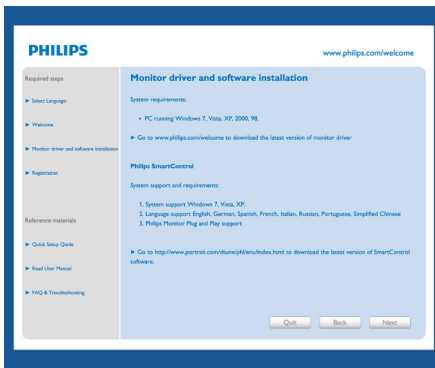 PHILIPS
www.philips.com/welcome
Required steps
► Select Language:
► Welcome
► Monitor driver and software installation
► Registration
Reference materials
► Quick Setup Guide
► Read User Manual
► FAQ & Troubleshooting
Monitor driver and software installation
System requirements:
• PC running Windows 7, Vista, XP, 2000, 98.
► Go to www.philips.com/welcome to download the latest version of monitor driver
Philips SmartControl
System support and requirements:
1. System support Windows 7, Vista, XP.
2. Language support English, German, Spanish, French, Italian, Russian, Portuguese, Simplified Chinese
3. Philips Monitor Plug and Play support
► Go to http://www.portrait.com/dtune/phl/enu/index.html to download the latest version of SmartControl
software.
Quit
Back
Next